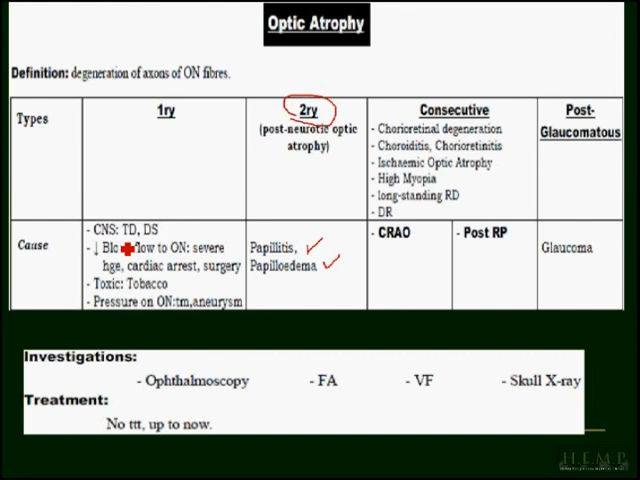 Optic Atrophy
Definition: degeneration of axons of ON fibres.
Types
1ry
2ry
(post-neurotic optic
atrophy)
Consecutive
- Chorioretinal degeneration
- Choroiditis, Chorioretinitis
- Ischaemic Optic Atrophy
- High Myopia
- long-standing RD
- DR
Post-
Glaucomatous
Cause
- CNS: TD, DS
- ↓ flow to ON: severe
hge, cardiac arrest, surgery
- Toxic: Tobacco
- Pressure on ON:tm,aneurysm
Papillitis,
Papilloedema
- CRAO
- Post RP
Glaucoma
Investigations:
- Ophthalmoscopy - FA - VF - Skull X-ray
Treatment:
No ttt, up to now.
H.E.M.P